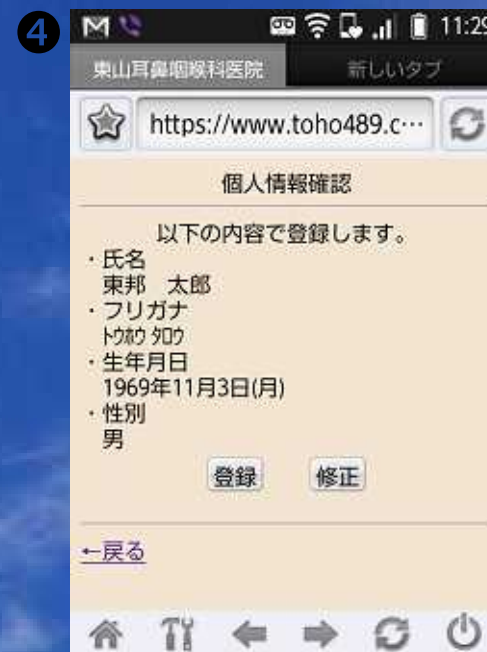 ❹
11:29
東山耳鼻咽喉科医院
新しいタブ
https://www.toho489.c…
個人情報確認
以下の内容で登録します。
・氏名
東邦　太郎
・フリガナ
ﾄｳﾎｳ ﾀﾛｳ
・生年月日
1969年11月3日(月)
・性別
男
登録
修正
←戻る